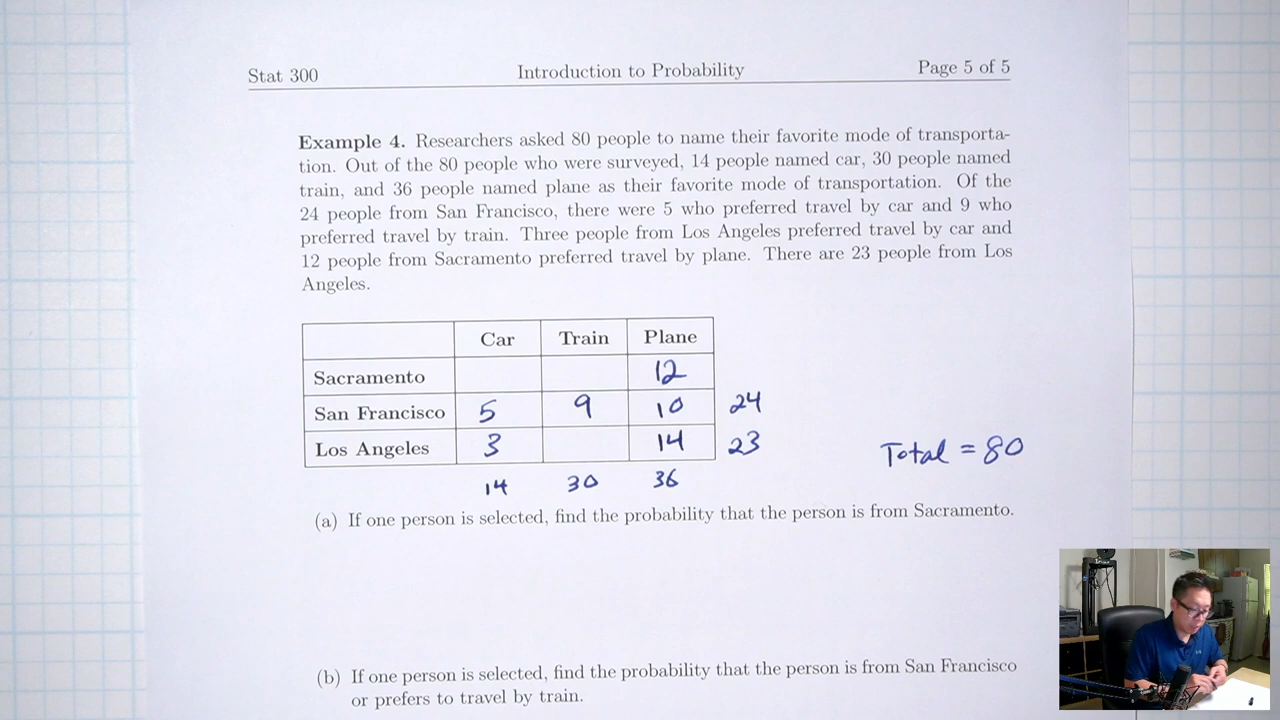 Stat 300 Introduction to Probability Page 5 of 5
Example 4. Researchers asked 80 people to name their favorite mode of transporta-
tion. Out of the 80 people who were surveyed, 14 people named car, 30 people named
train, and 36 people named plane as their favorite mode of transportation. Of the
24 people from San Francisco, there were 5 who preferred travel by car and 9 who
preferred travel by train. Three people from Los Angeles preferred travel by car and
12 people from Sacramento preferred travel by plane. There are 23 people from Los
Angeles.
Car Train Plane
Sacramento 12
San Francisco 5 9 10 24
Los Angeles 3 14 23
Total = 80
14 30 36
(a) If one person is selected, find the probability that the person is from Sacramento.
(b) If one person is selected, find the probability that the person is from San Francisco
to travel by train.